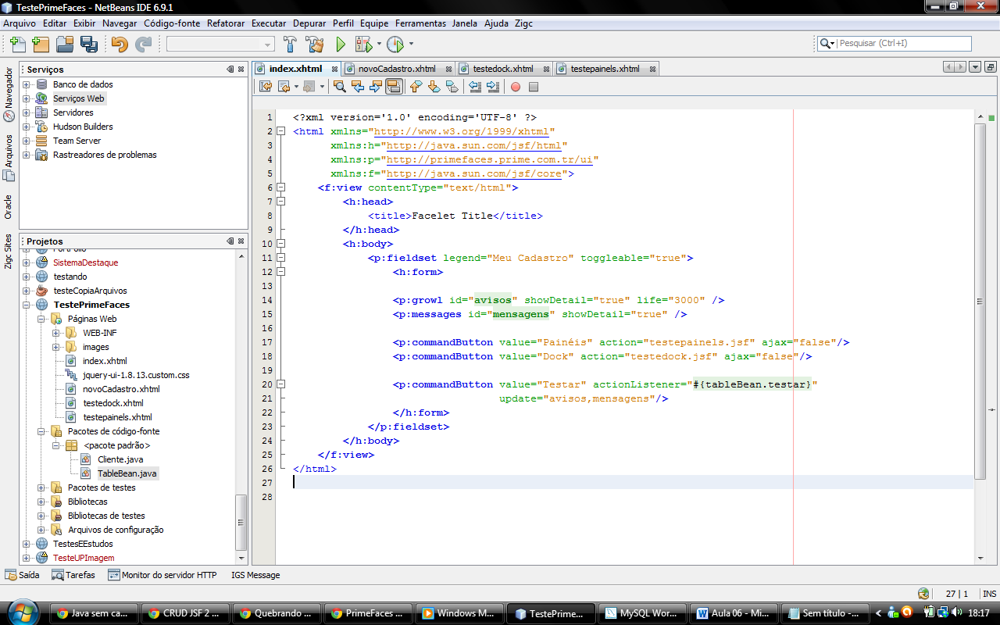 TestePrimeFaces - NetBeans IDE 6.9.1
Arquivo Editar Exibir Navegar Código-fonte Refatorar Executar Depurar Perfil Equipe Ferramentas Janela Ajuda Zigc
Pesquisar (Ctrl+I)
Navegador
Arquivos
Oracle
Zigc Sites
Serviços
Banco de dados
Serviços Web
Servidores
Hudson Builders
Team Server
Rastreadores de problemas
Projetos
Portfolio
SistemaDestaque
testando
testeCopiaArquivos
TestePrimeFaces
Páginas Web
WEB-INF
images
index.xhtml
jquery-ui-1.8.13.custom.css
novoCadastro.xhtml
testedock.xhtml
testepainels.xhtml
Pacotes de código-fonte
<pacote padrão>
Cliente.java
TableBean.java
Pacotes de testes
Bibliotecas
Bibliotecas de testes
Arquivos de configuração
TestesEEstudos
TesteUPImagem
index.xhtml novoCadastro.xhtml testedock.xhtml testepainels.xhtml
1 <?xml version='1.0' encoding='UTF-8' ?>
2 <html xmlns="http://www.w3.org/1999/xhtml"
3 xmlns:h="http://java.sun.com/jsf/html"
4 xmlns:p="http://primefaces.prime.com.tr/ui"
5 xmlns:f="http://java.sun.com/jsf/core">
6 <f:view contentType="text/html">
7 <h:head>
8 <title>Facelet Title</title>
9 </h:head>
10 <h:body>
11 <p:fieldset legend="Meu Cadastro" toggleable="true">
12 <h:form>
13
14 <p:growl id="avisos" showDetail="true" life="3000" />
15 <p:messages id="mensagens" showDetail="true" />
16
17 <p:commandButton value="Painéis" action="testepainels.jsf" ajax="false"/>
18 <p:commandButton value="Dock" action="testedock.jsf" ajax="false"/>
19
20 <p:commandButton value="Testar" actionListener="#{tableBean.testar}"
21 update="avisos,mensagens"/>
22 </h:form>
23 </p:fieldset>
24 </h:body>
25 </f:view>
26 </html>
27
28
Saída Tarefas Monitor do servidor HTTP IGS Message
27 | 1 INS
Java sem ca... CRUD JSF 2 ... Quebrando ... PrimeFaces ... Windows M... TestePrime... MySQL Wor... Aula 06 - Mi... Sem título -... 18:17